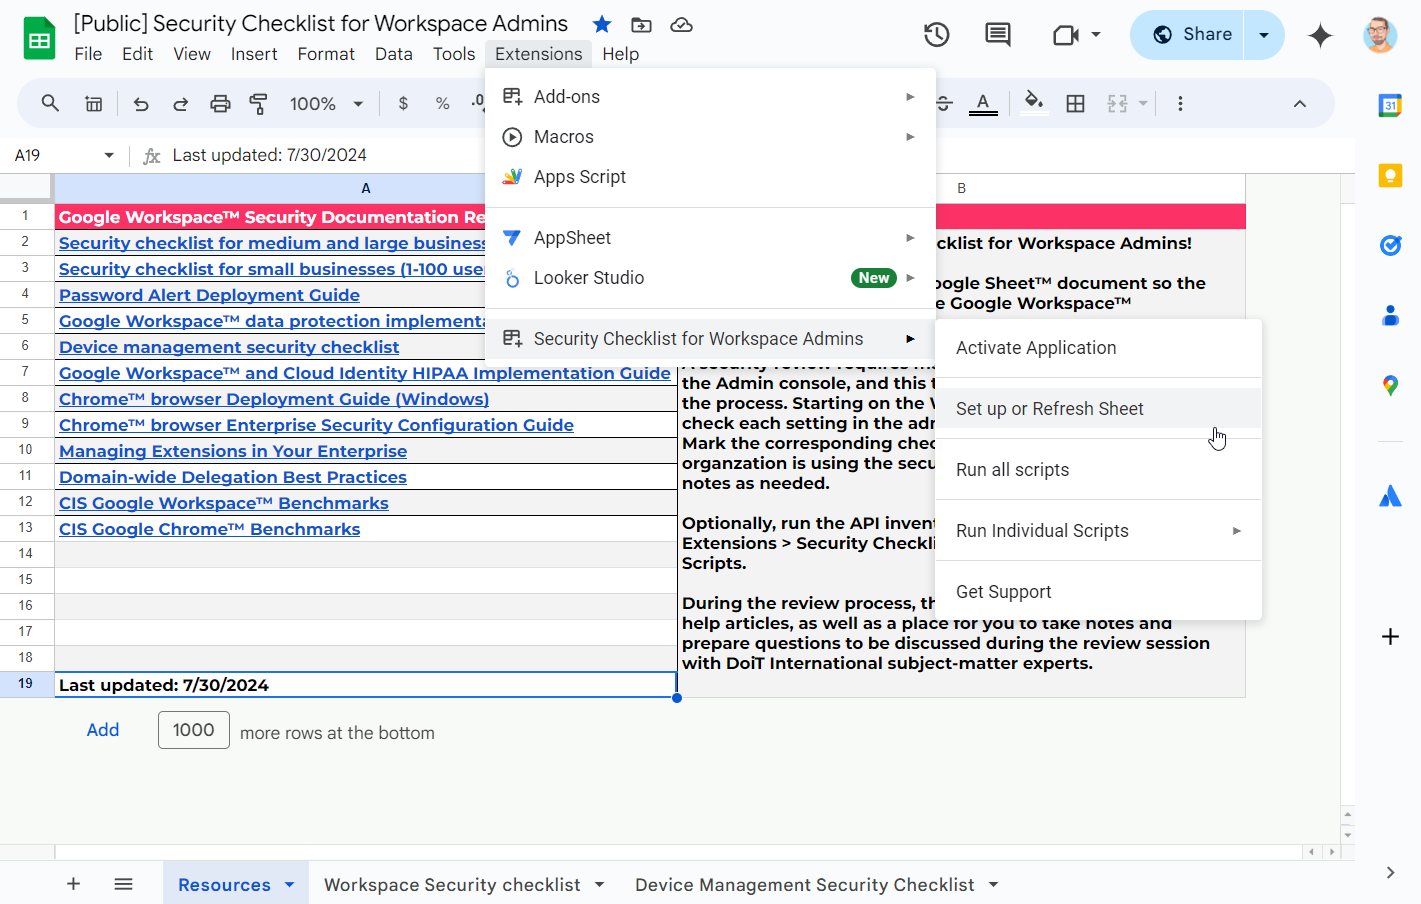 [Public] Security Checklist for Workspace Admins
File Edit View Insert Format Data Tools Extensions Help
Share
100% $ % .0
A19 fx Last updated: 7/30/2024
A B
1 Google Workspace™ Security Documentation Re
2 Security checklist for medium and large business
3 Security checklist for small businesses (1-100 use
4 Password Alert Deployment Guide
5 Google Workspace™ data protection implementa
6 Device management security checklist
7 Google Workspace™ and Cloud Identity HIPAA Implementation Guide
8 Chrome™ browser Deployment Guide (Windows)
9 Chrome™ browser Enterprise Security Configuration Guide
10 Managing Extensions in Your Enterprise
11 Domain-wide Delegation Best Practices
12 CIS Google Workspace™ Benchmarks
13 CIS Google Chrome™ Benchmarks
14
15
16
17
18
19 Last updated: 7/30/2024
cklist for Workspace Admins!
oogle Sheet™ document so the
e Google Workspace™
the Admin console, and this t
the process. Starting on the W
check each setting in the adm
Mark the corresponding chec
organzation is using the secu
notes as needed.
Optionally, run the API invent
Extensions > Security Checkli
Scripts.
During the review process, th
help articles, as well as a place for you to take notes and
prepare questions to be discussed during the review session
with DoiT International subject-matter experts.
Add-ons
Macros
Apps Script
AppSheet
Looker Studio New
Security Checklist for Workspace Admins
Activate Application
Set up or Refresh Sheet
Run all scripts
Run Individual Scripts
Get Support
31
Add 1000 more rows at the bottom
Resources Workspace Security checklist Device Management Security Checklist